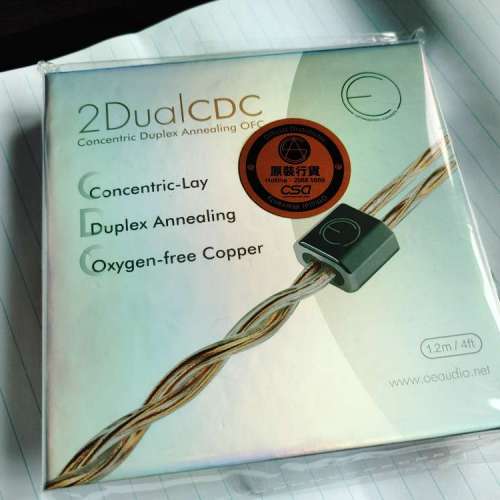 2DualCDC
Concentric Duplex Annealing OFC
Concentric-Lay
Duplex Annealing
Oxygen-free Copper
原裝行貨
csa
1.2m / 4ft
www.oeaudio.net